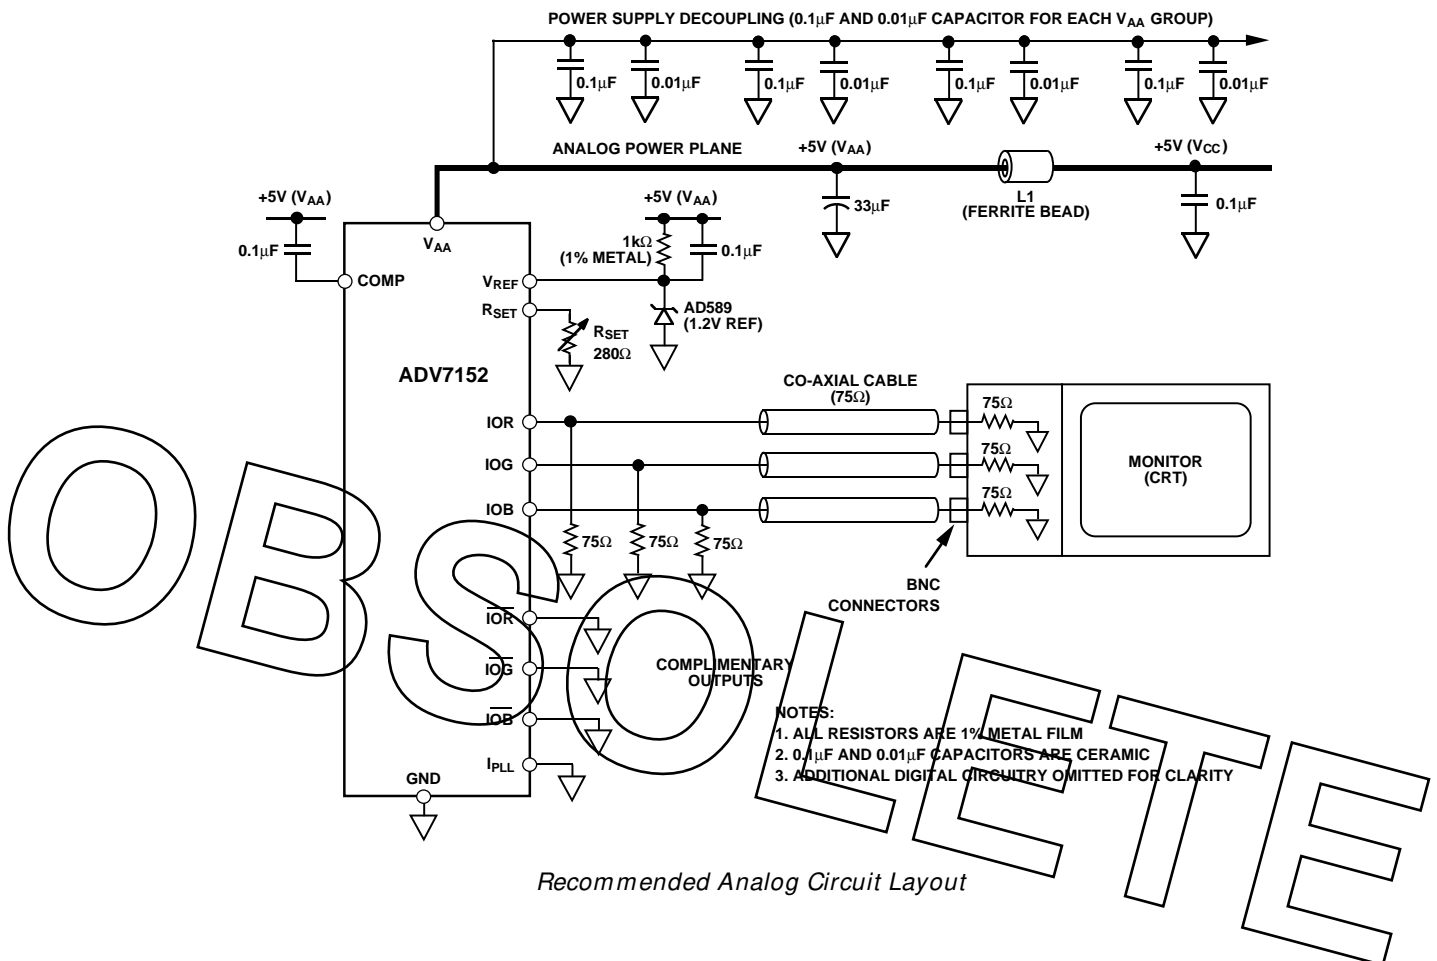 POWER SUPPLY DECOUPLING (0.1μF AND 0.01μF CAPACITOR FOR EACH VAA GROUP)
0.1μF
0.01μF
0.1μF
0.01μF
0.1μF
0.01μF
0.1μF
0.01μF
ANALOG POWER PLANE
+5V (VAA)
+5V (VCC)
33μF
L1
(FERRITE BEAD)
0.1μF
+5V (VAA)
0.1μF
+5V (VAA)
1kΩ
(1% METAL)
0.1μF
VAA
COMP
VREF
RSET
AD589
(1.2V REF)
RSET
280Ω
ADV7152
CO-AXIAL CABLE
(75Ω)
IOR
IOG
IOB
75Ω
75Ω
75Ω
MONITOR
(CRT)
75Ω
75Ω
75Ω
BNC
CONNECTORS
IOR
IOG
IOB
COMPLIMENTARY
OUTPUTS
IPLL
GND
NOTES:
1. ALL RESISTORS ARE 1% METAL FILM
2. 0.1μF AND 0.01μF CAPACITORS ARE CERAMIC
3. ADDITIONAL DIGITAL CIRCUITRY OMITTED FOR CLARITY
OBSOLETE
Recommended Analog Circuit Layout